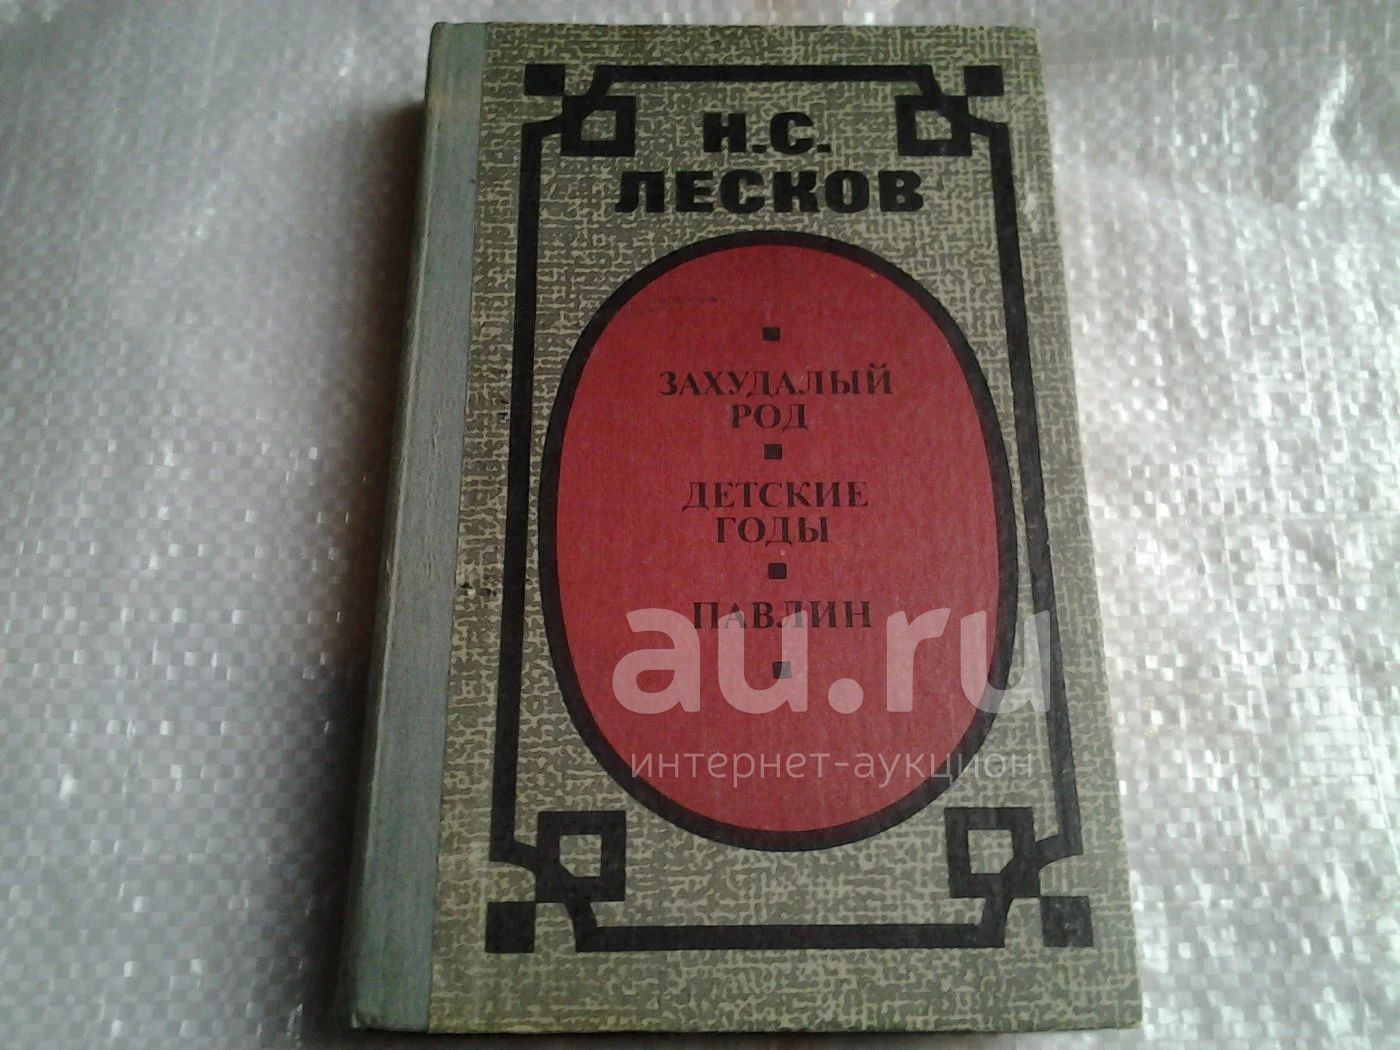 Н.С.
ЛЕСКОВ
ЗАХУДАЛЫЙ
РОД
ДЕТСКИЕ
ГОДЫ
ПАВЛИН
au.ru
интернет-аукцион